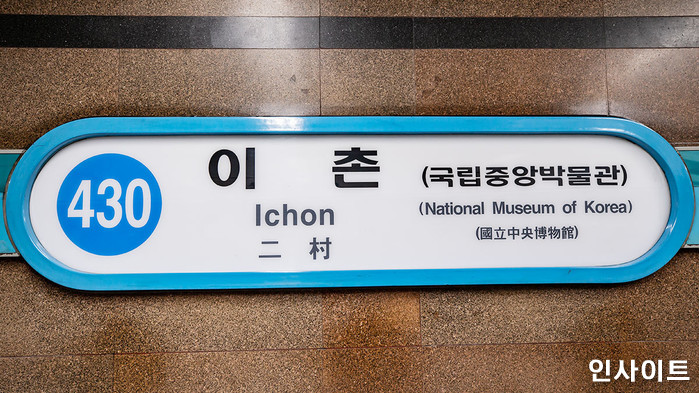 430
이 촌
Ichon
二 村
(국립중앙박물관)
(National Museum of Korea)
(國立中央博物館)
인사이트